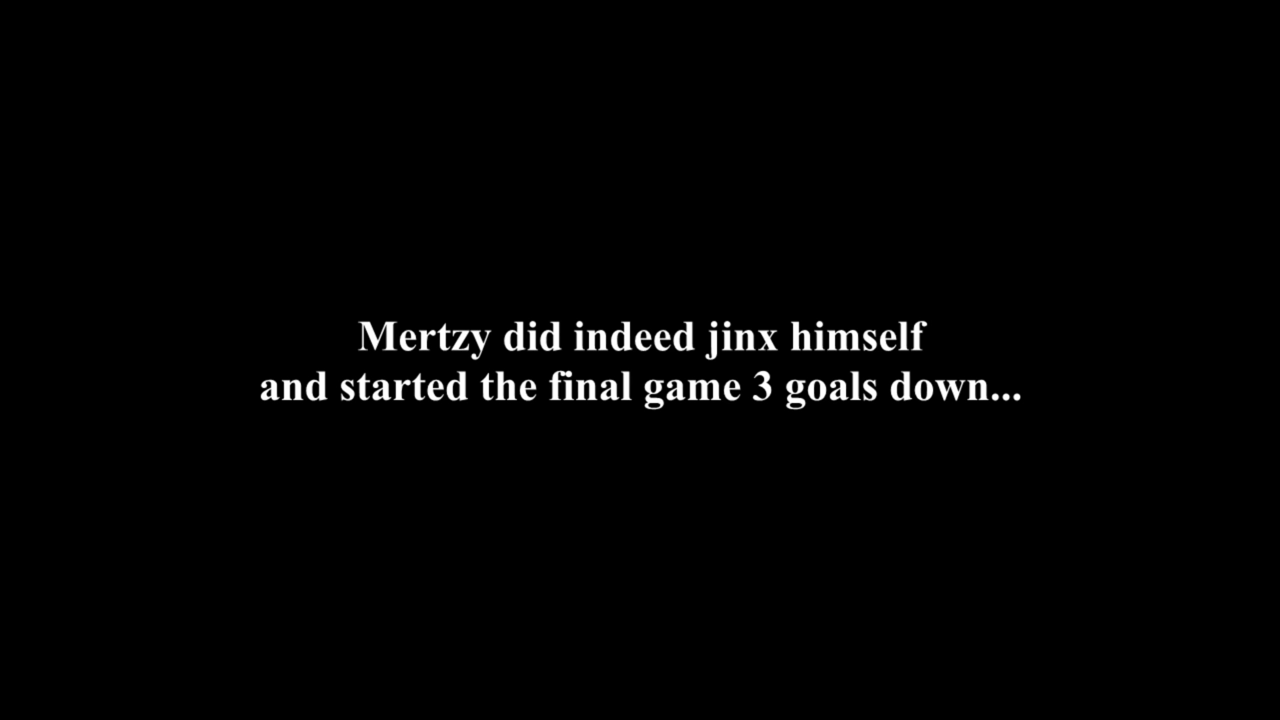 Mertzy did indeed jinx himself
and started the final game 3 goals down...